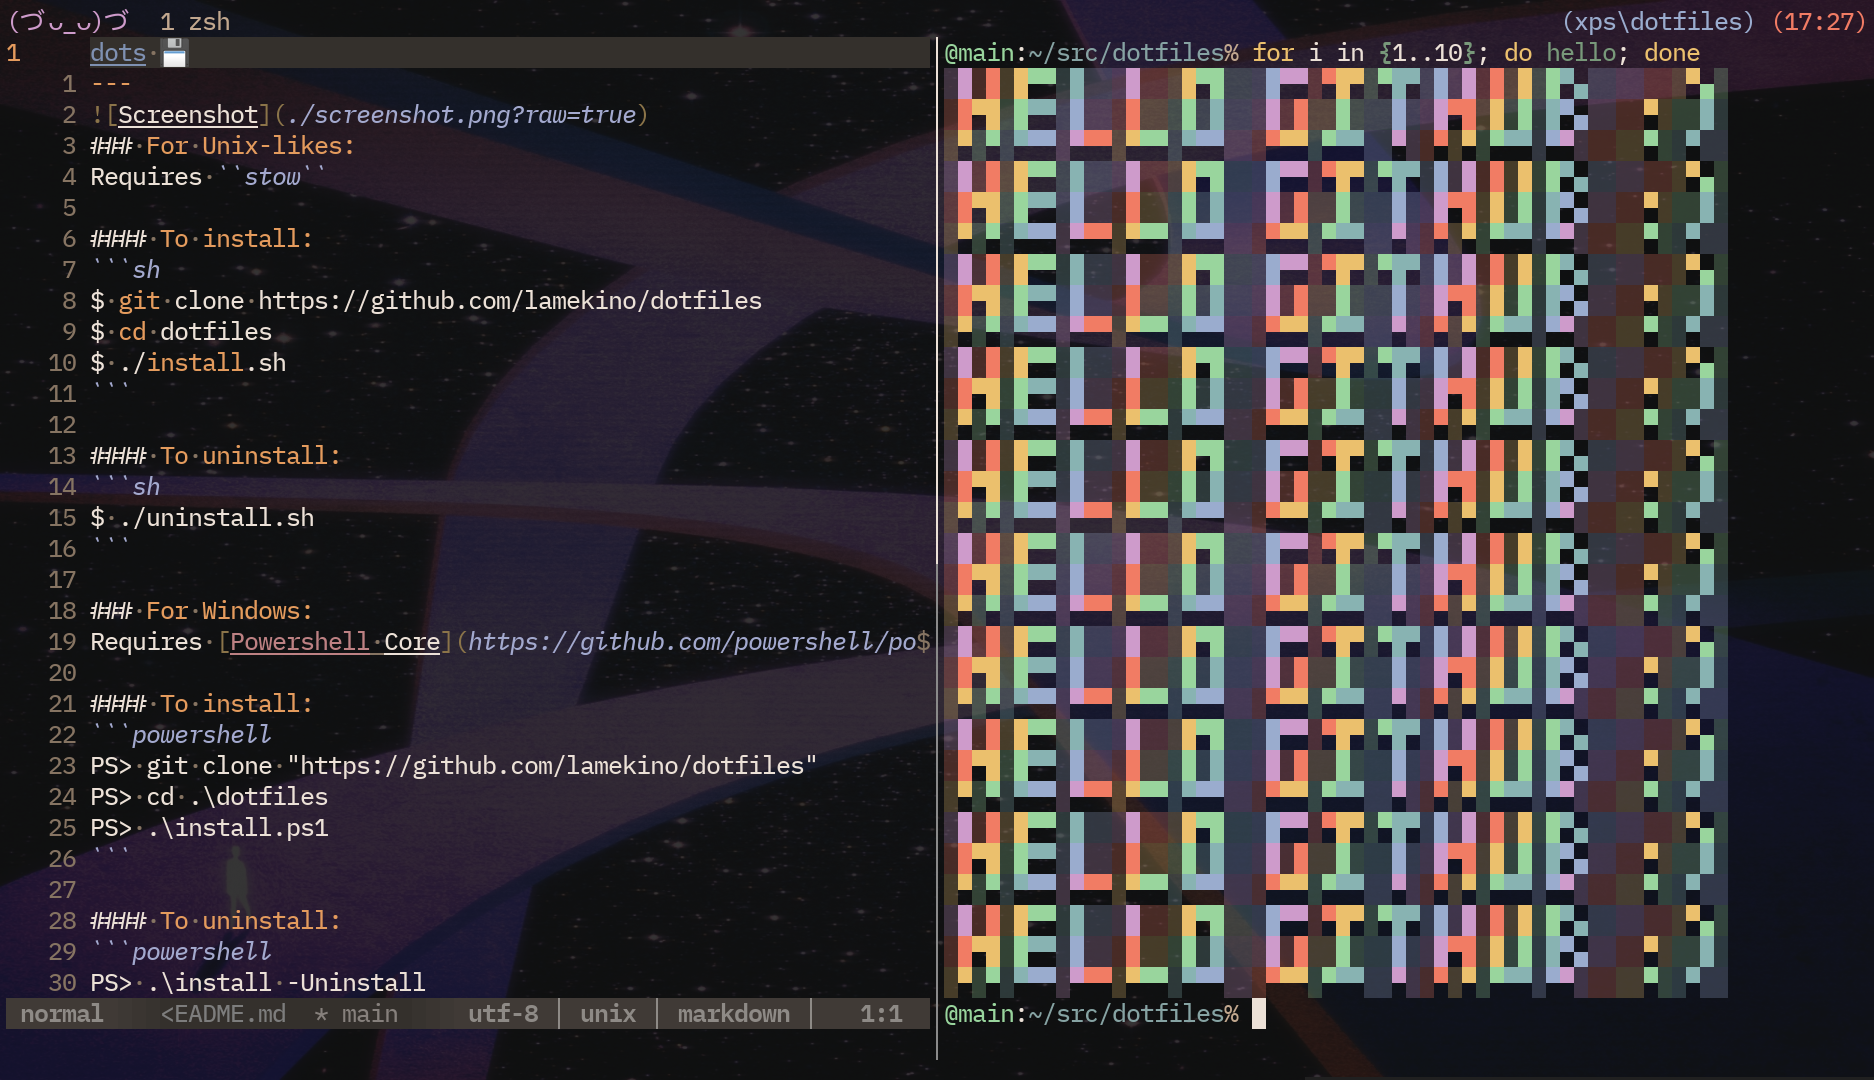 (づᴗ_ᴗ)づ  1 zsh
(xps\dotfiles) (17:27)
1 dots·💾
1 ---
2 ![Screenshot](./screenshot.png?raw=true)
3 ###·For·Unix-likes:
4 Requires·``stow``
5
6 ####·To·install:
7 ```sh
8 $·git·clone·https://github.com/lamekino/dotfiles
9 $·cd·dotfiles
10 $·./install.sh
11 ```
12
13 ####·To·uninstall:
14 ```sh
15 $·./uninstall.sh
16 ```
17
18 ###·For·Windows:
19 Requires·[Powershell·Core](https://github.com/powershell/po$
20
21 ####·To·install:
22 ```powershell
23 PS>·git·clone·"https://github.com/lamekino/dotfiles"
24 PS>·cd·.\dotfiles
25 PS>·.\install.ps1
26 ```
27
28 ####·To·uninstall:
29 ```powershell
30 PS>·.\install·-Uninstall
normal <EADME.md * main utf-8 | unix | markdown | 1:1
@main:~/src/dotfiles% for i in {1..10}; do hello; done
HELLO GITHUB :)
HELLO GITHUB :)
HELLO GITHUB :)
HELLO GITHUB :)
HELLO GITHUB :)
HELLO GITHUB :)
HELLO GITHUB :)
HELLO GITHUB :)
HELLO GITHUB :)
HELLO GITHUB :)
@main:~/src/dotfiles%